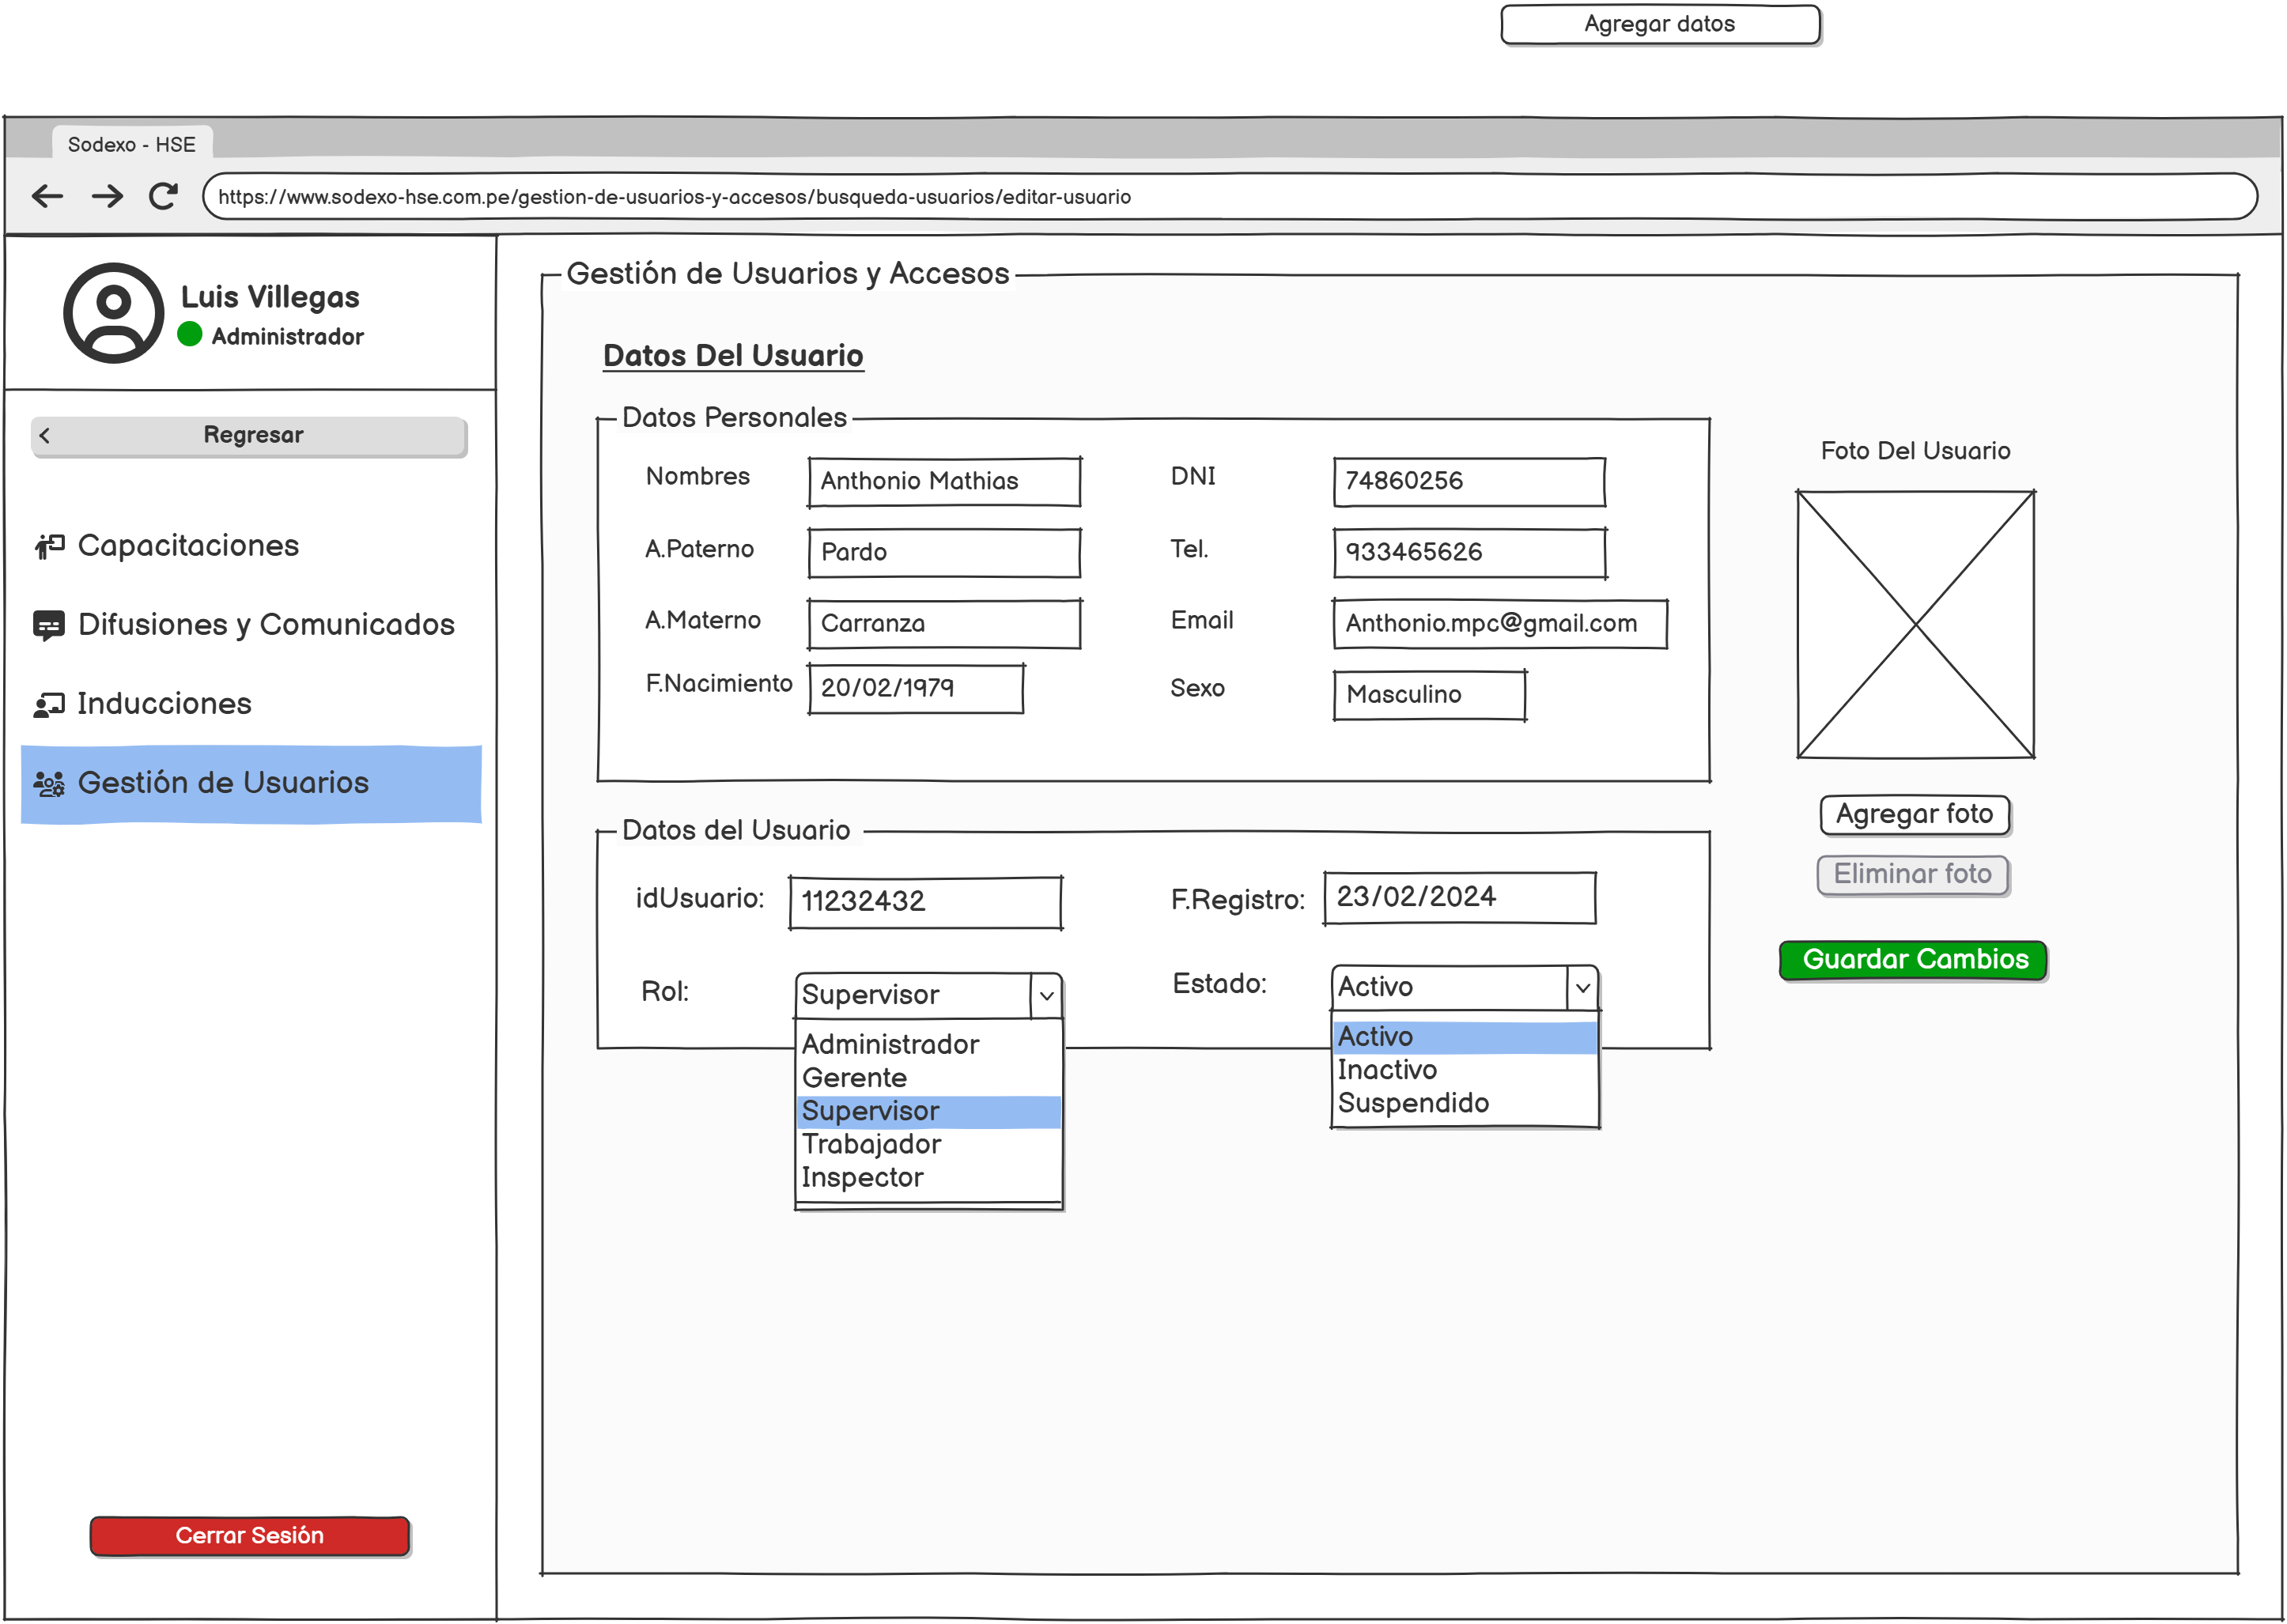 Agregar datos
Sodexo - HSE
https://www.sodexo-hse.com.pe/gestion-de-usuarios-y-accesos/busqueda-usuarios/editar-usuario
Luis Villegas
Administrador
Regresar
Capacitaciones
Difusiones y Comunicados
Inducciones
Gestión de Usuarios
Cerrar Sesión
Gestión de Usuarios y Accesos
Datos Del Usuario
Datos Personales
Nombres Anthonio Mathias DNI 74860256
A.Paterno Pardo Tel. 933465626
A.Materno Carranza Email Anthonio.mpc@gmail.com
F.Nacimiento 20/02/1979 Sexo Masculino
Datos del Usuario
idUsuario: 11232432 F.Registro: 23/02/2024
Rol: Supervisor Estado: Activo
Administrador
Gerente
Supervisor
Trabajador
Inspector
Activo
Inactivo
Suspendido
Foto Del Usuario
Agregar foto
Eliminar foto
Guardar Cambios